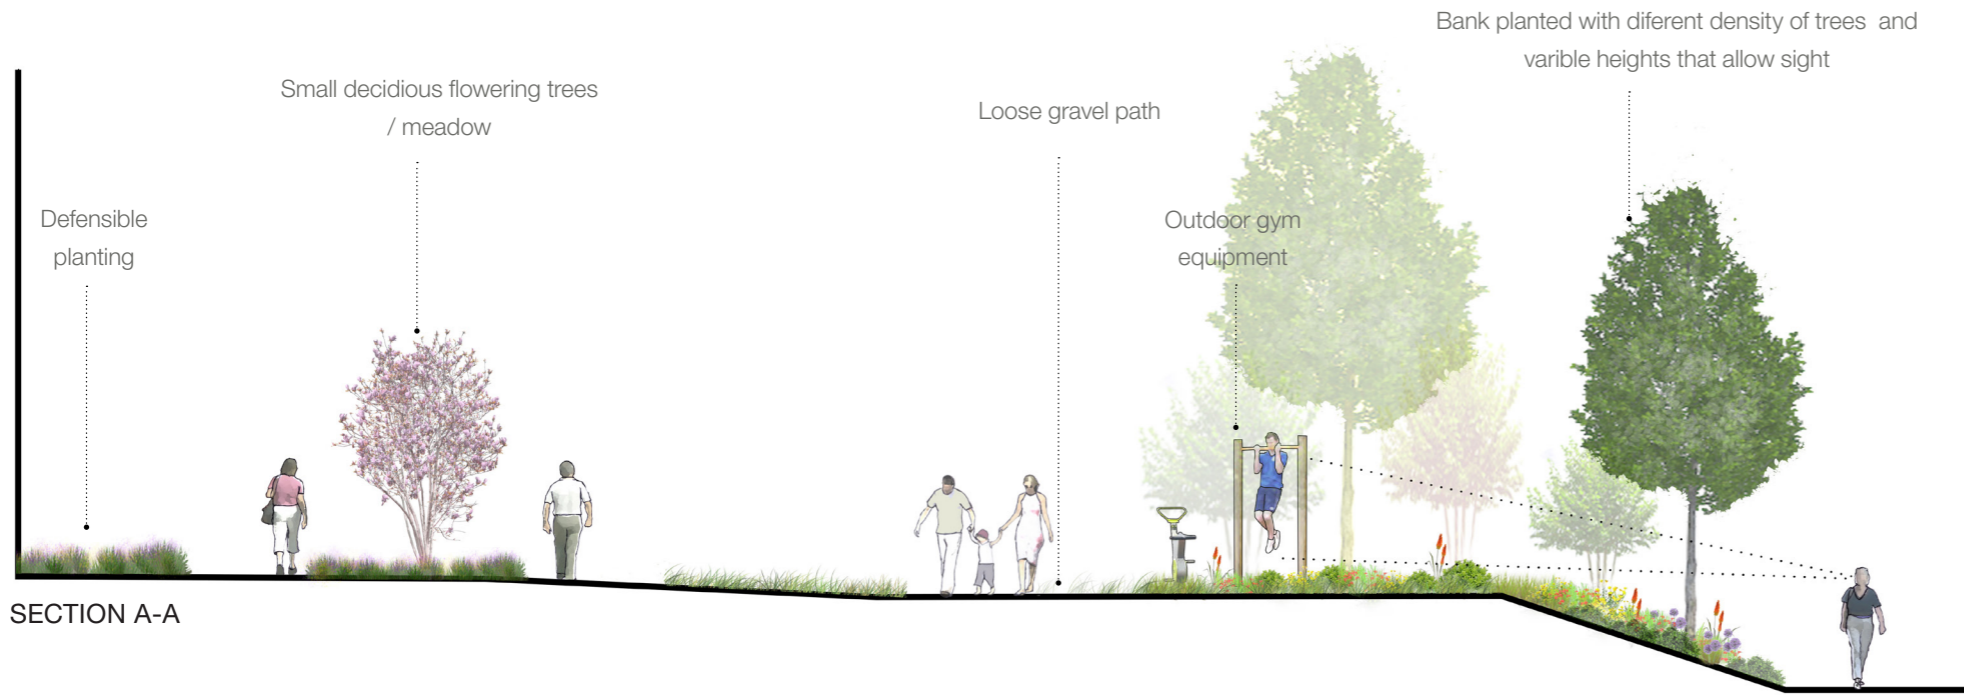 Bank planted with diferent density of trees and
varible heights that allow sight
Small decidious flowering trees
/ meadow
Loose gravel path
Defensible
planting
Outdoor gym
equipment
SECTION A-A